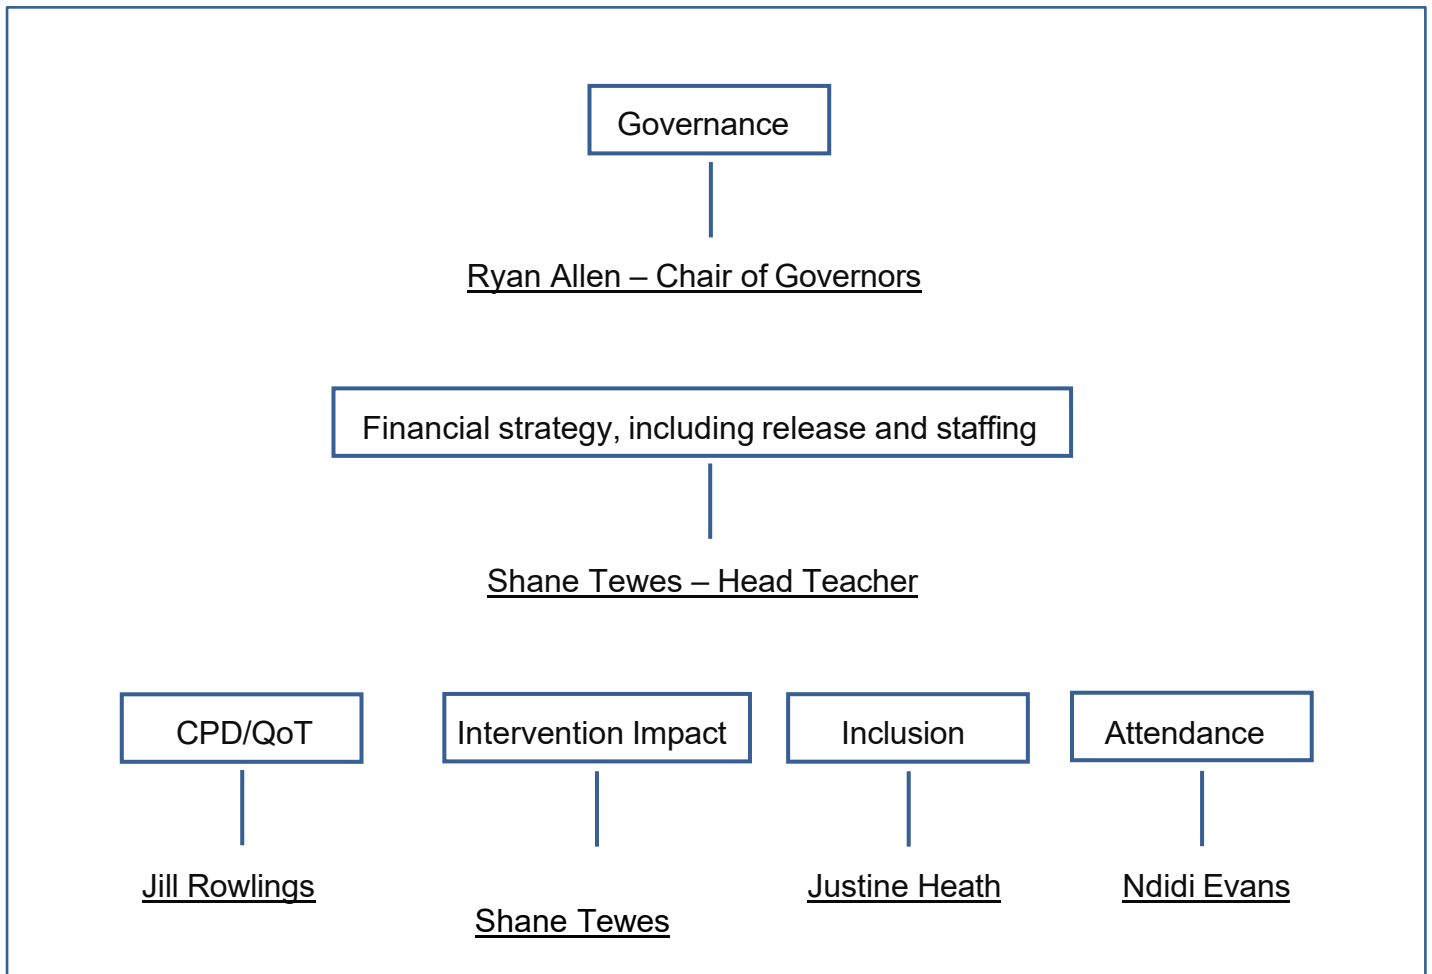 Governance
Ryan Allen – Chair of Governors
Financial strategy, including release and staffing
Shane Tewes – Head Teacher
CPD/QoT
Intervention Impact
Inclusion
Attendance
Jill Rowlings
Shane Tewes
Justine Heath
Ndidi Evans